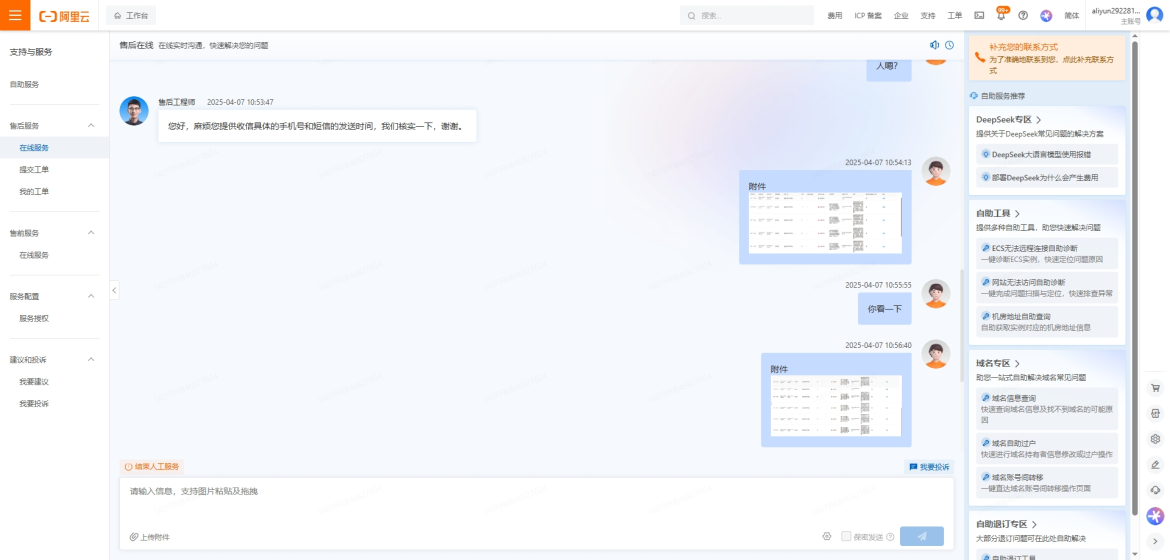 阿里云
工作台
搜索...
费用
ICP 备案
企业
支持
工单
99+
简体
aliyun292281...
主账号
支持与服务
自助服务
售后服务
在线服务
提交工单
我的工单
售前服务
在线服务
服务配置
服务授权
建议和投诉
我要建议
我要投诉
售后在线 在线实时沟通，快速解决您的问题
人嗯?
售后工程师 2025-04-07 10:53:47
您好，麻烦您提供收信具体的手机号和短信的发送时间，我们核实一下，谢谢。
2025-04-07 10:54:13
附件
2025-04-07 10:55:55
你看一下
2025-04-07 10:56:40
附件
结束人工服务
我要投诉
请输入信息，支持图片粘贴及拖拽
上传附件
保密发送
补充您的联系方式
为了准确地联系到您，点此补充联系方
式
自助服务推荐
DeepSeek专区
提供关于DeepSeek常见问题的解决方案
DeepSeek大语言模型使用报错
部署DeepSeek为什么会产生费用
自助工具
提供多种自助工具，助您快速解决问题
ECS无法远程连接自助诊断
一键诊断ECS实例，快速定位问题原因
网站无法访问自助诊断
一键完成问题扫描与定位，快速排查异常
机房地址自助查询
自助获取实例对应的机房地址信息
域名专区
助您一站式自助解决域名常见问题
域名信息查询
快速查询域名信息及找不到域名的可能原
因
域名自助过户
快速进行域名持有者信息修改或过户操作
域名账号间转移
一键直达域名账号间转移操作页面
自助退订专区
大部分退订问题可在此处自助解决
自助退订工具